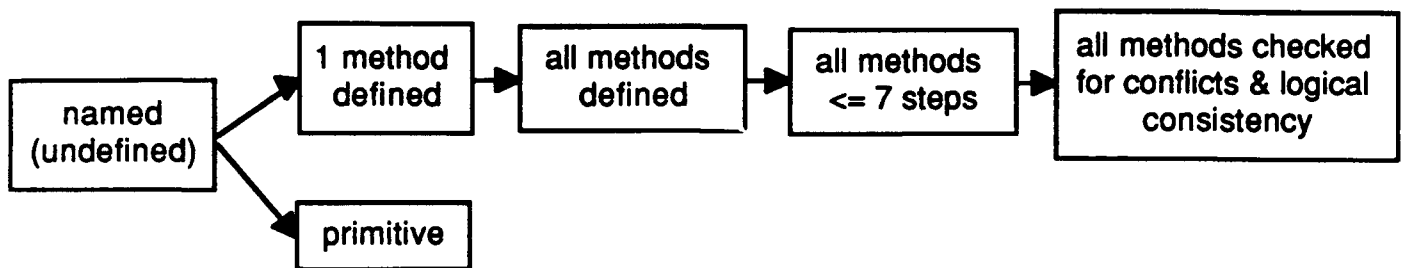 named
(undefined)
1 method
defined
all methods
defined
all methods
<= 7 steps
all methods checked
for conflicts & logical
consistency
primitive